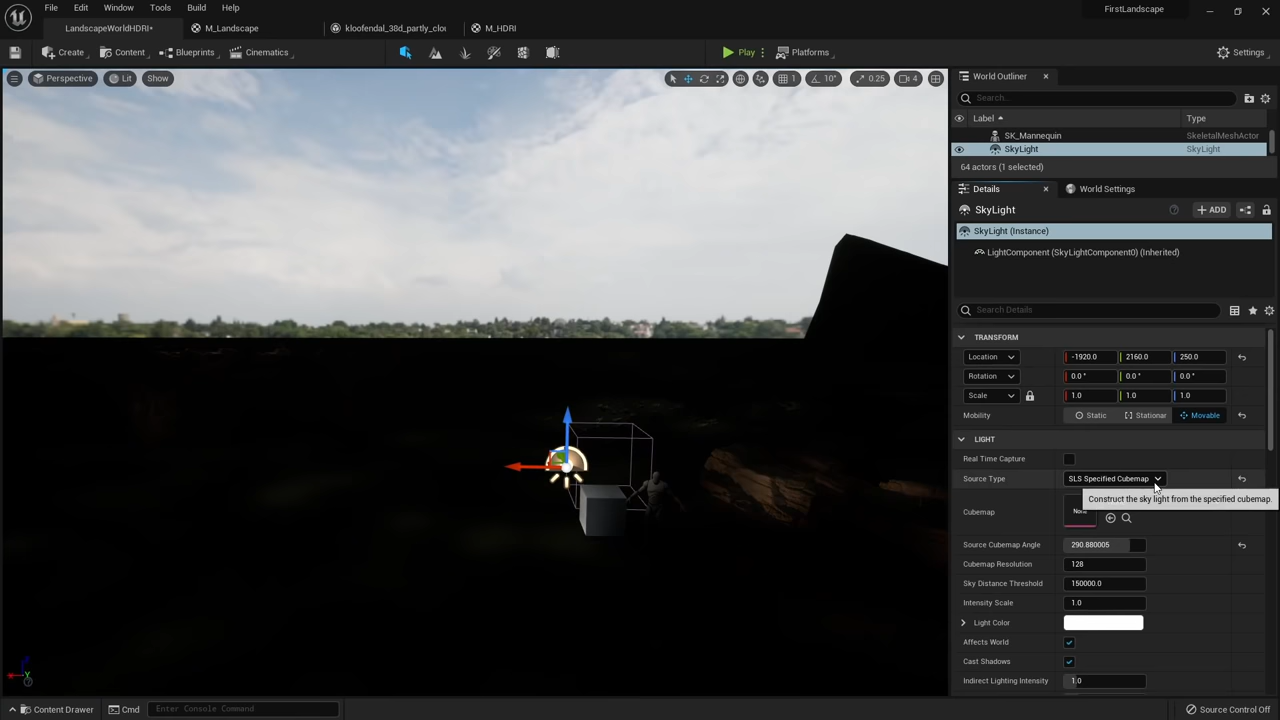 File Edit Window Tools Build Help
FirstLandscape
LandscapeWorldHDRI•
M_Landscape
kloofendal_38d_partly_clou
M_HDRI
Create
Content
Blueprints
Cinematics
Play
Platforms
Settings
Perspective
Lit
Show
1
10°
0.25
4
World Outliner
Search...
Label
Type
SK_Mannequin
SkeletalMeshActor
SkyLight
SkyLight
64 actors (1 selected)
Details
World Settings
SkyLight
ADD
SkyLight (Instance)
LightComponent (SkyLightComponent0) (Inherited)
Search Details
TRANSFORM
Location -1920.0 2160.0 250.0
Rotation 0.0 ° 0.0 ° 0.0 °
Scale 1.0 1.0 1.0
Mobility Static Stationar Movable
LIGHT
Real Time Capture
Source Type SLS Specified Cubemap
Construct the sky light from the specified cubemap.
Cubemap
Source Cubemap Angle 290.880005
Cubemap Resolution 128
Sky Distance Threshold 150000.0
Intensity Scale 1.0
Light Color
Affects World
Cast Shadows
Indirect Lighting Intensity 1.0
Content Drawer
Cmd
Enter Console Command
Source Control Off